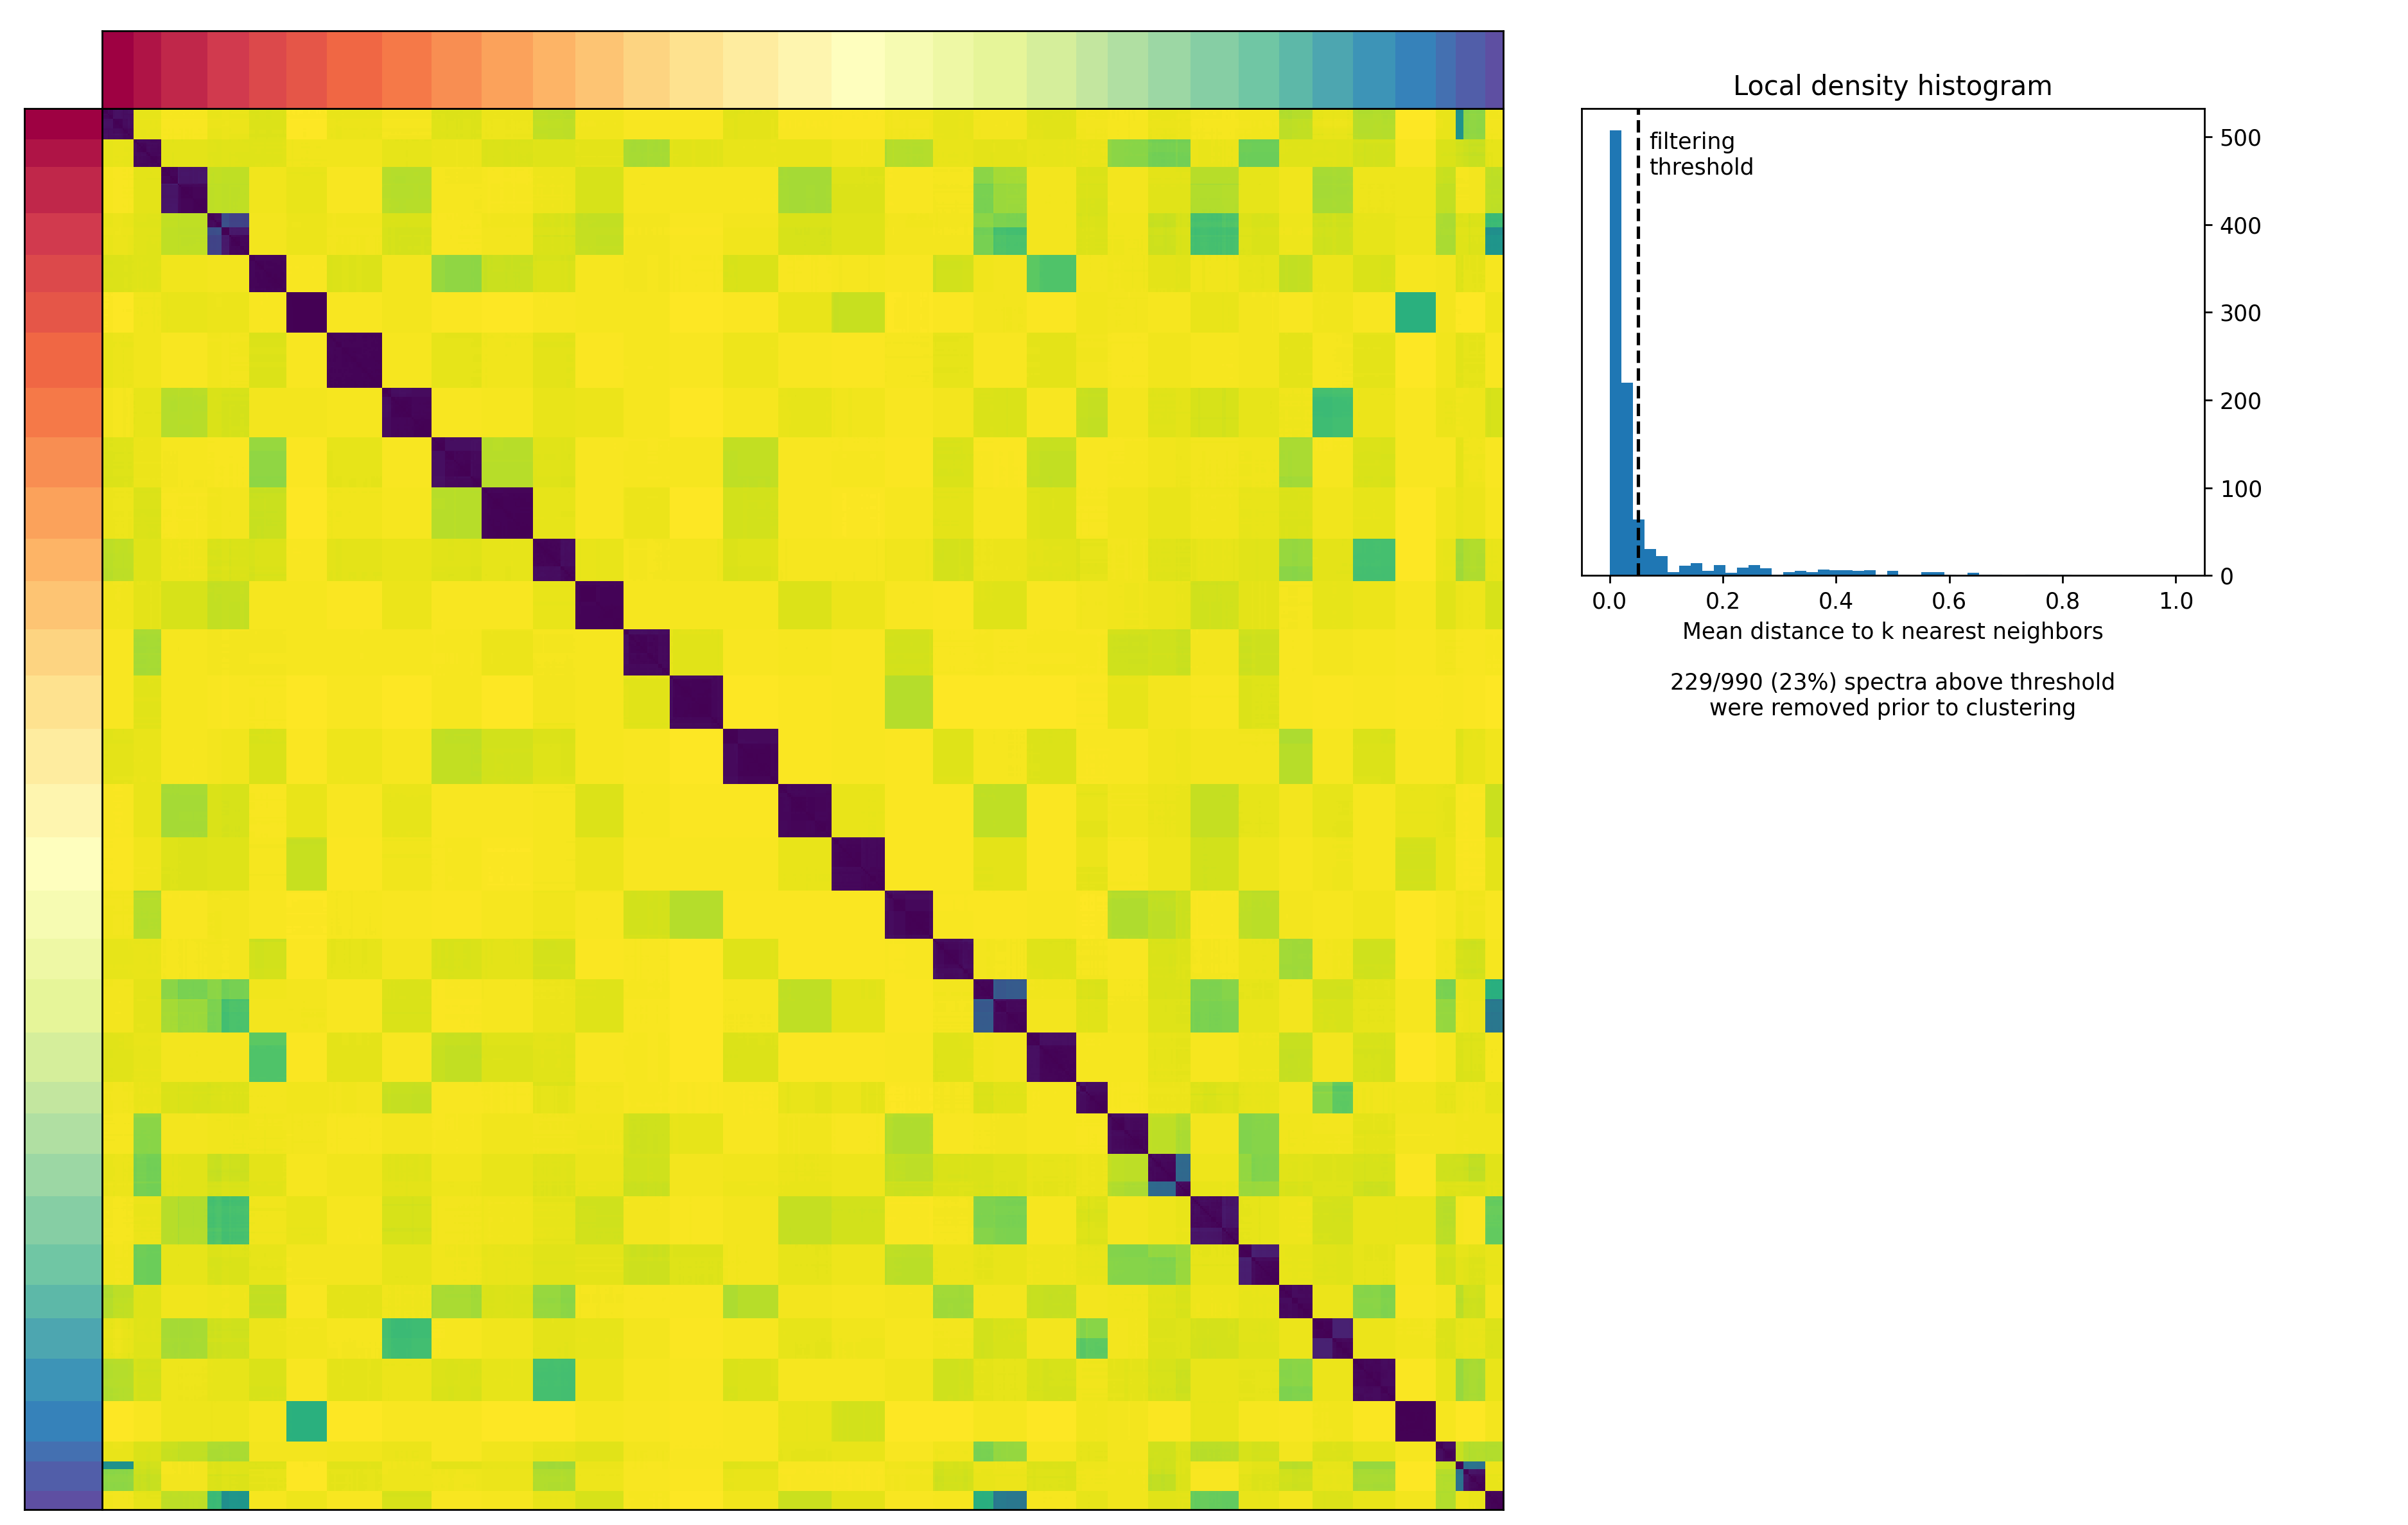 Local density histogram
filtering
threshold
500
400
300
200
100
0
0.0 0.2 0.4 0.6 0.8 1.0
Mean distance to k nearest neighbors
229/990 (23%) spectra above threshold
were removed prior to clustering